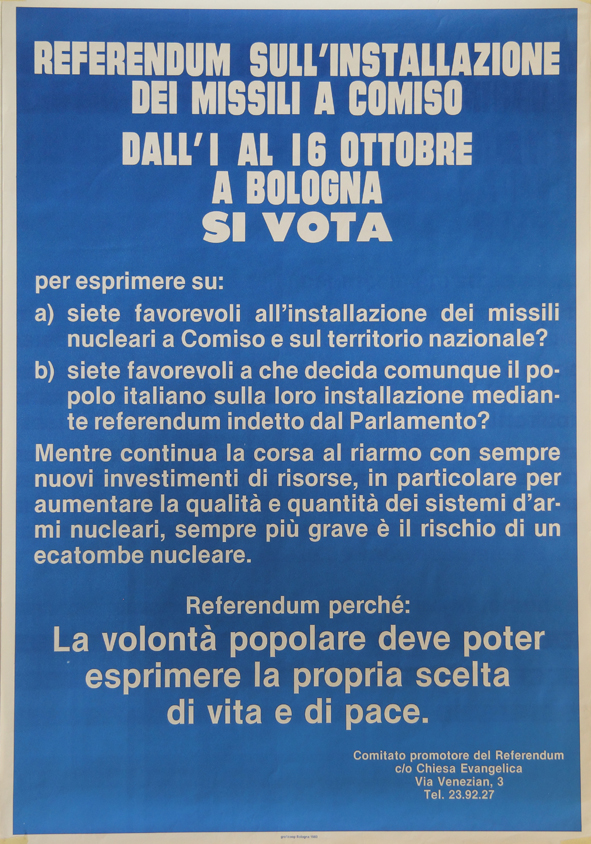 REFERENDUM SULL'INSTALLAZIONE
DEI MISSILI A COMISO
DALL'1 AL 16 OTTOBRE
A BOLOGNA
SI VOTA
per esprimere su:
a) siete favorevoli all'installazione dei missili
nucleari a Comiso e sul territorio nazionale?
b) siete favorevoli a che decida comunque il po-
polo italiano sulla loro installazione median-
te referendum indetto dal Parlamento?
Mentre continua la corsa al riarmo con sempre
nuovi investimenti di risorse, in particolare per
aumentare la qualità e quantità dei sistemi d'ar-
mi nucleari, sempre più grave è il rischio di un
ecatombe nucleare.
Referendum perché:
La volontà popolare deve poter
esprimere la propria scelta
di vita e di pace.
Comitato promotore del Referendum
c/o Chiesa Evangelica
Via Venezian, 3
Tel. 23.92.27